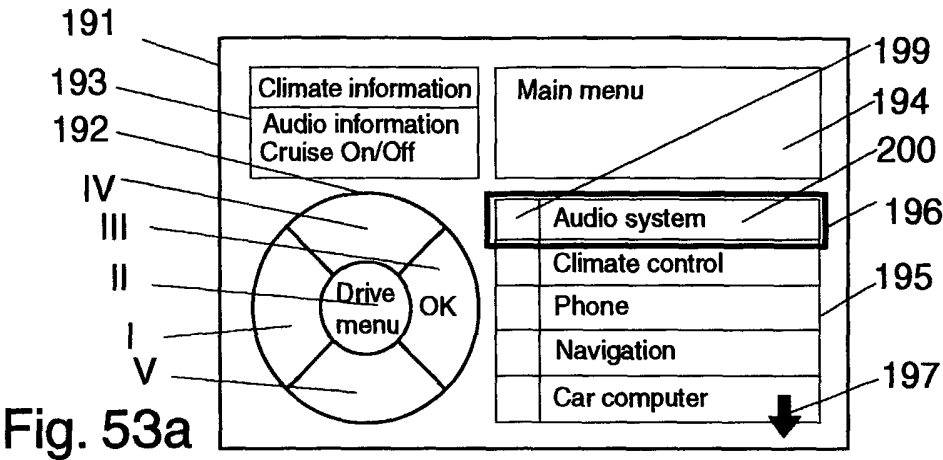 191
193
192
IV
III
II
I
V
Fig. 53a
Climate information
Audio information
Cruise On/Off
Drive
menu
OK
Main menu
Audio system
Climate control
Phone
Navigation
Car computer
199
194
200
196
195
197